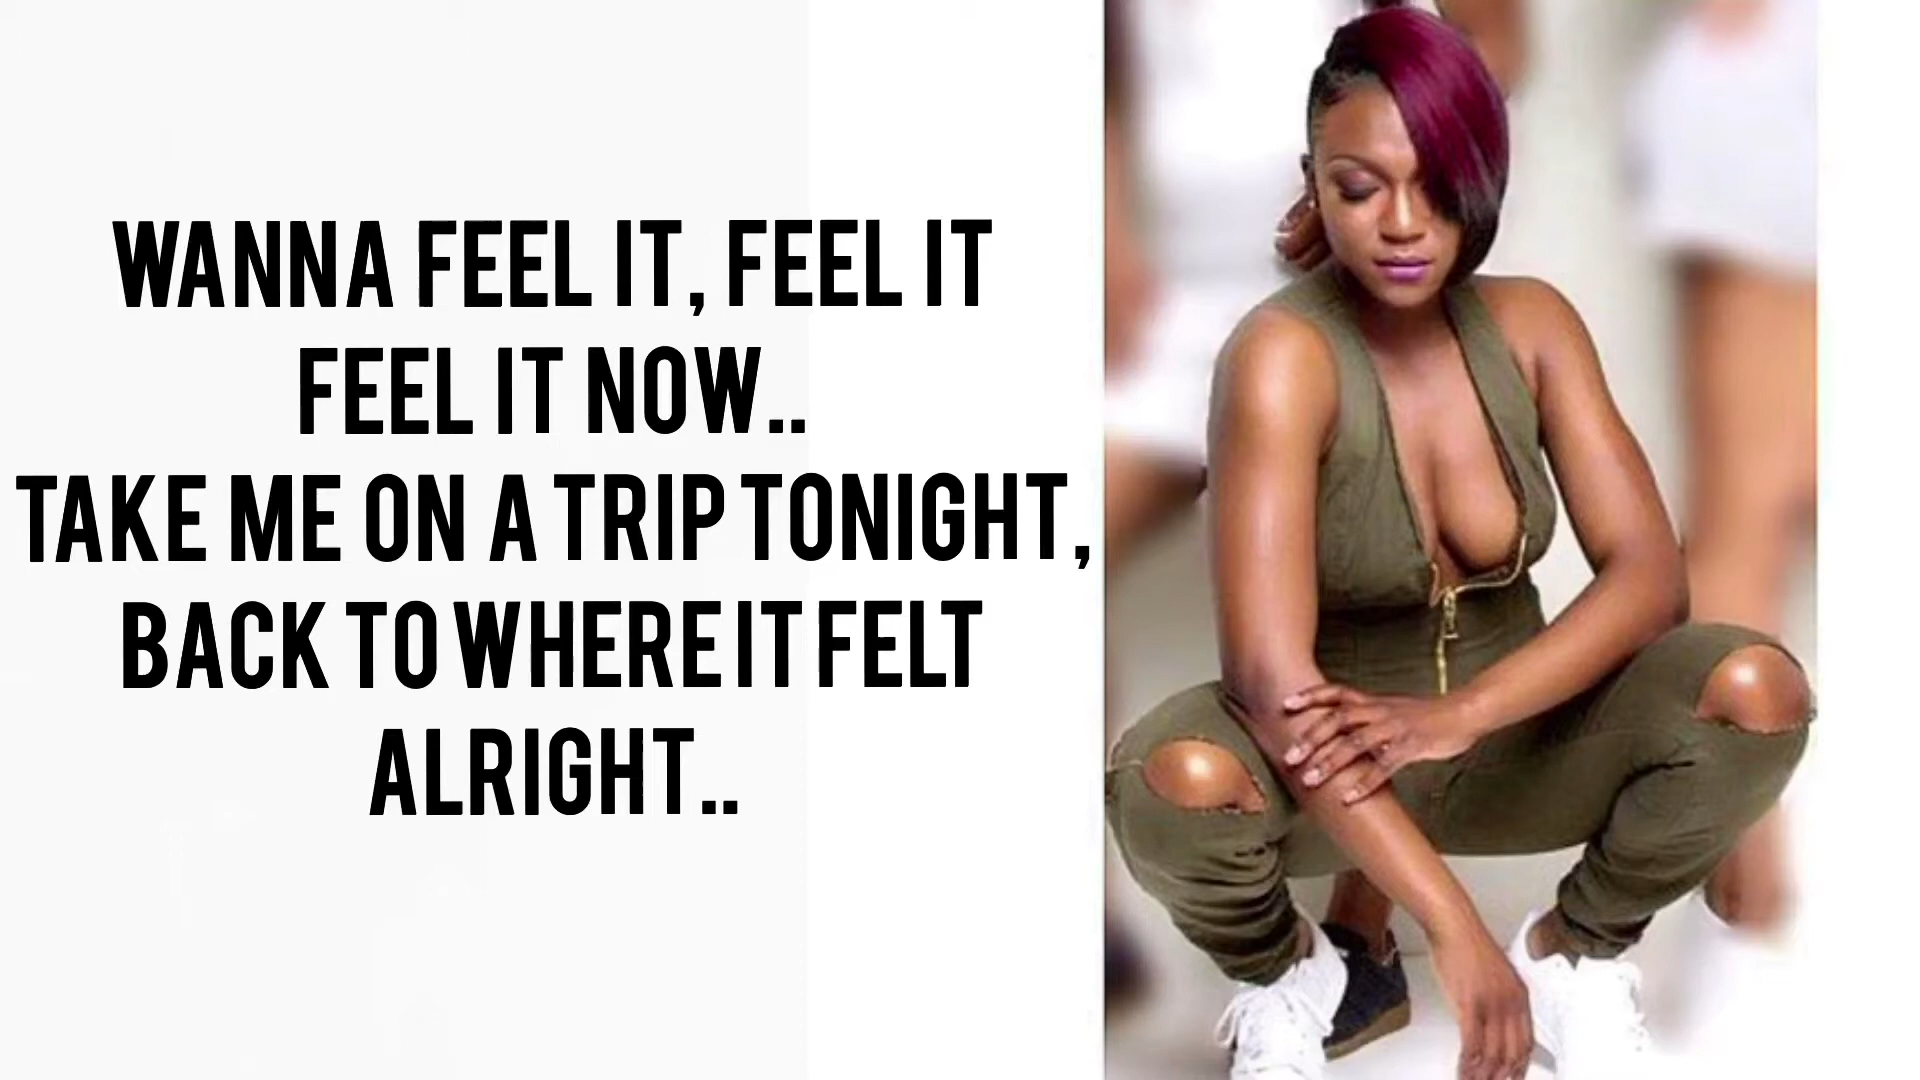 WANNA FEEL IT, FEEL IT
FEEL IT NOW..
TAKE ME ON A TRIP TONIGHT,
BACK TO WHERE IT FELT
ALRIGHT..